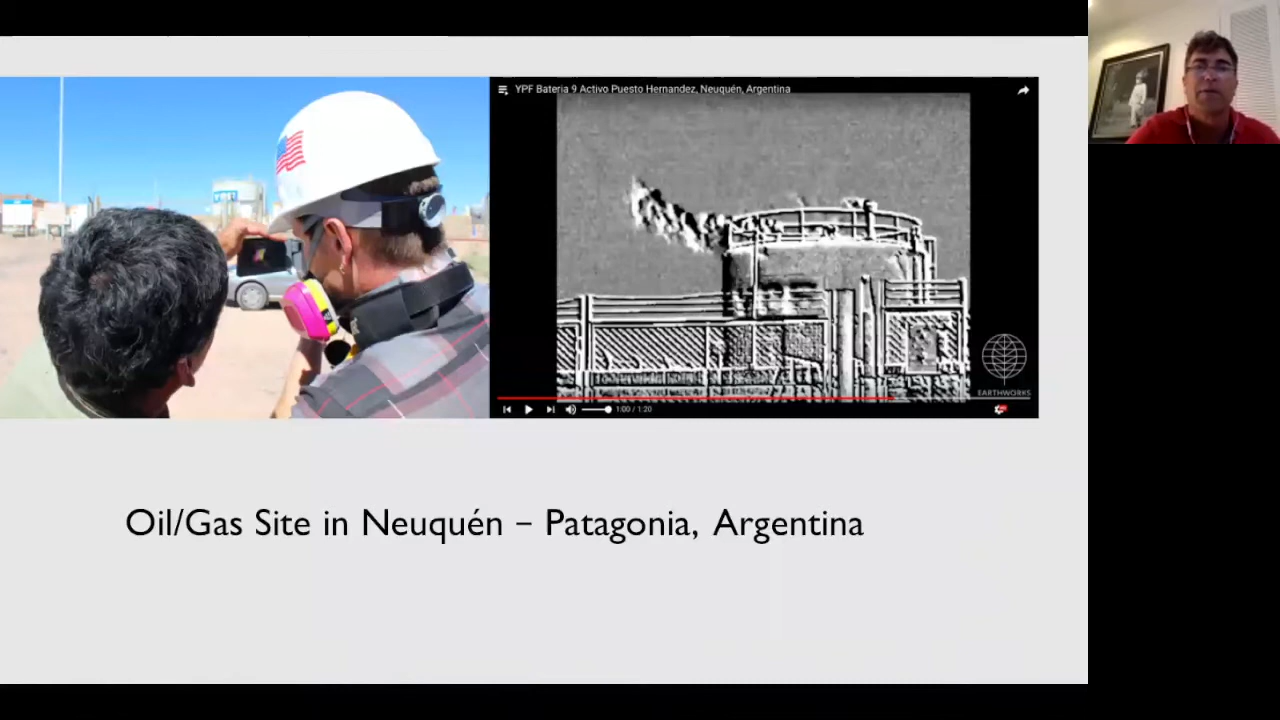 YPF Bateria 9 Activo Puesto Hernandez, Neuquén, Argentina
YPF
EARTHWORKS
1:00 / 1:20
Oil/Gas Site in Neuquén – Patagonia, Argentina